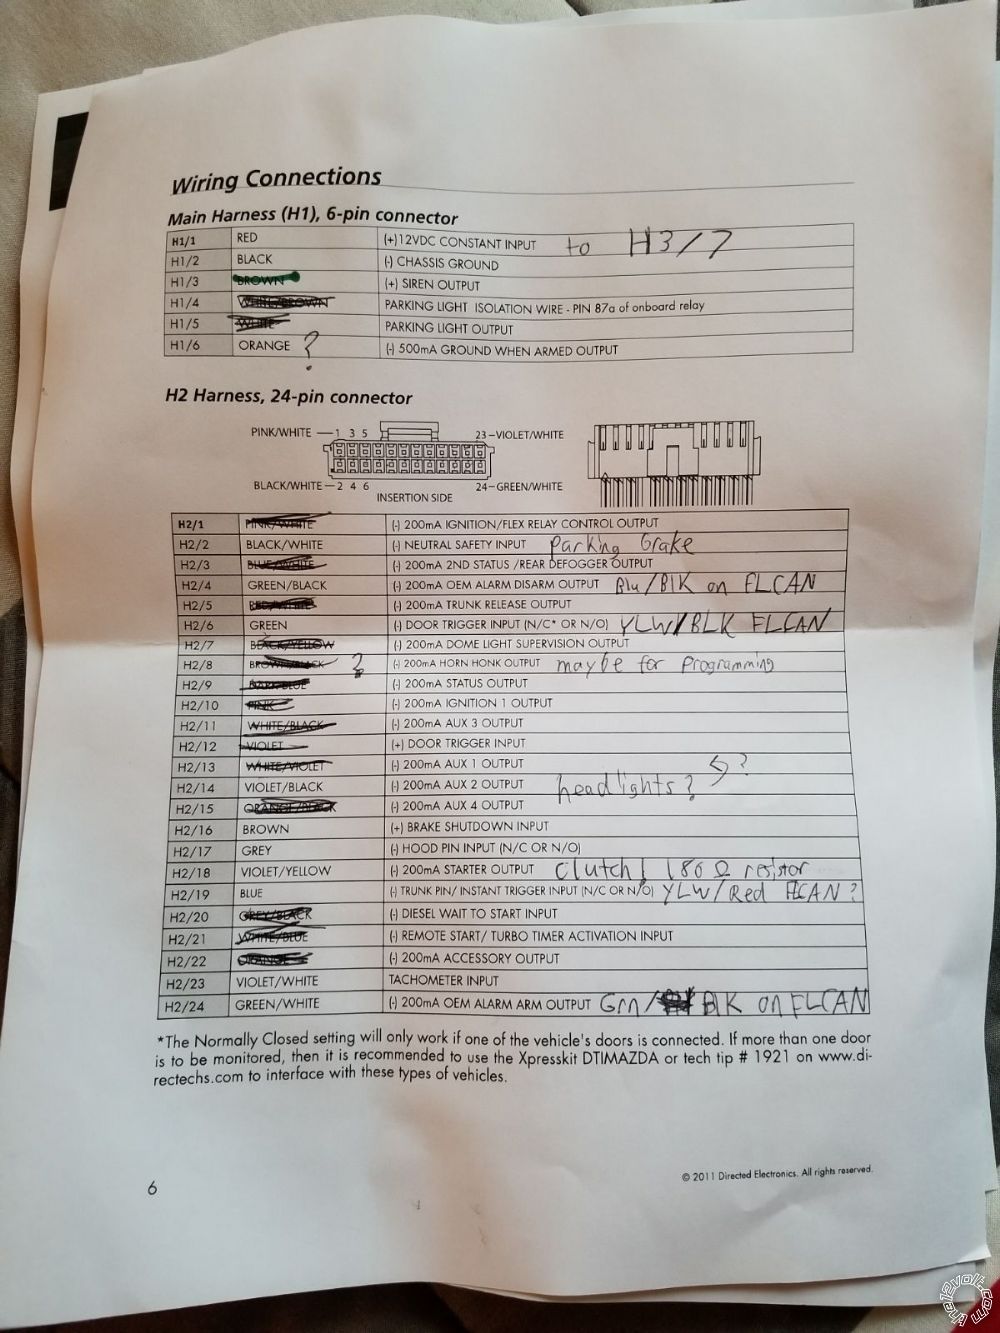 Wiring Connections
Main Harness (H1), 6-pin connector
H1/1 RED (+)12VDC CONSTANT INPUT to H3/7
H1/2 BLACK (-) CHASSIS GROUND
H1/3 BROWN (+) SIREN OUTPUT
H1/4 WHITE/BROWN PARKING LIGHT ISOLATION WIRE - PIN 87a of onboard relay
H1/5 WHITE PARKING LIGHT OUTPUT
H1/6 ORANGE ? (-) 500mA GROUND WHEN ARMED OUTPUT
H2 Harness, 24-pin connector
PINK/WHITE 1 3 5 23 VIOLET/WHITE
BLACK/WHITE 2 4 6 24 GREEN/WHITE
INSERTION SIDE
H2/1 PINK/WHITE (-) 200mA IGNITION/FLEX RELAY CONTROL OUTPUT
H2/2 BLACK/WHITE (-) NEUTRAL SAFETY INPUT Parking brake
H2/3 BLUE/WHITE (-) 200mA 2ND STATUS /REAR DEFOGGER OUTPUT
H2/4 GREEN/BLACK (-) 200mA OEM ALARM DISARM OUTPUT Blu/BlK on FLCAN
H2/5 RED/WHITE (-) 200mA TRUNK RELEASE OUTPUT
H2/6 GREEN (-) DOOR TRIGGER INPUT (N/C* OR N/O) YLW/BLK FLCAN
H2/7 BLACK/YELLOW (-) 200mA DOME LIGHT SUPERVISION OUTPUT
H2/8 BROWN/BLACK ? (-) 200mA HORN HONK OUTPUT maybe for programming
H2/9 DARK BLUE (-) 200mA STATUS OUTPUT
H2/10 PINK (-) 200mA IGNITION 1 OUTPUT
H2/11 WHITE/BLACK (-) 200mA AUX 3 OUTPUT
H2/12 VIOLET (+) DOOR TRIGGER INPUT
H2/13 WHITE/VIOLET (-) 200mA AUX 1 OUTPUT ?
H2/14 VIOLET/BLACK (-) 200mA AUX 2 OUTPUT headlights?
H2/15 ORANGE/BLACK (-) 200mA AUX 4 OUTPUT
H2/16 BROWN (+) BRAKE SHUTDOWN INPUT
H2/17 GREY (-) HOOD PIN INPUT (N/C OR N/O)
H2/18 VIOLET/YELLOW (-) 200mA STARTER OUTPUT Clutch! 180 Ω resistor
H2/19 BLUE (-) TRUNK PIN/ INSTANT TRIGGER INPUT (N/C OR N/O) YLW/Red FLCAN?
H2/20 GREY/BLACK (-) DIESEL WAIT TO START INPUT
H2/21 WHITE/BLUE (-) REMOTE START/ TURBO TIMER ACTIVATION INPUT
H2/22 ORANGE (-) 200mA ACCESSORY OUTPUT
H2/23 VIOLET/WHITE TACHOMETER INPUT
H2/24 GREEN/WHITE (-) 200mA OEM ALARM ARM OUTPUT Grn/BlK on FLCAN
*The Normally Closed setting will only work if one of the vehicle's doors is connected. If more than one door
is to be monitored, then it is recommended to use the Xpresskit DTIMAZDA or tech tip # 1921 on www.di-
rectechs.com to interface with these types of vehicles.
© 2011 Directed Electronics. All rights reserved.
6
the12volt.com